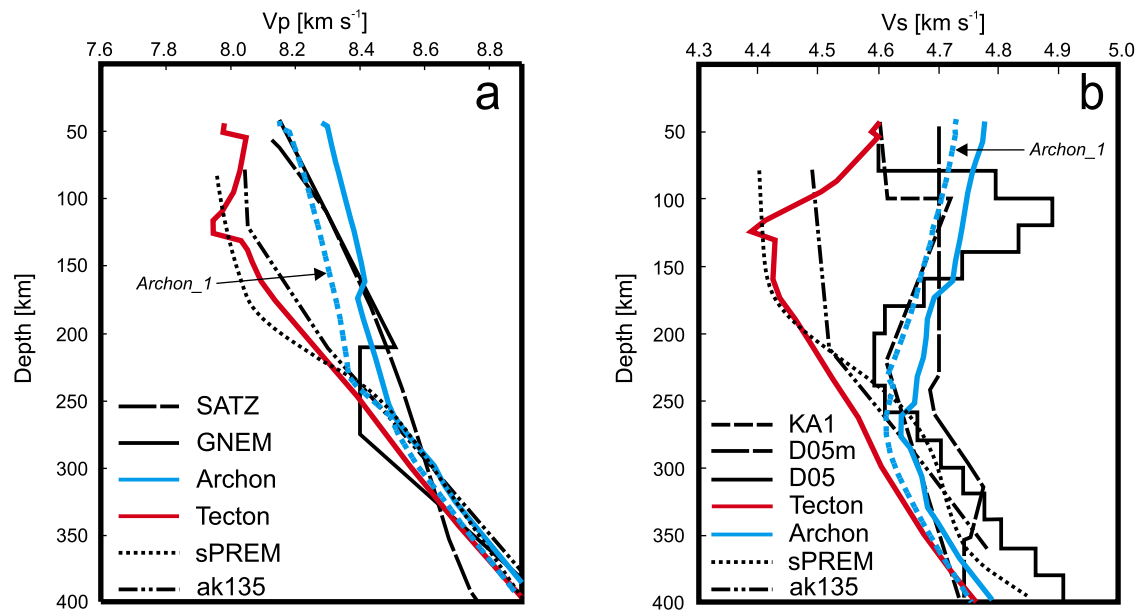 Vp [km s-1]
7.6 7.8 8.0 8.2 8.4 8.6 8.8
a
Depth [km]
50
100
150
200
250
300
350
400
Archon_1
SATZ
GNEM
Archon
Tecton
sPREM
ak135
Vs [km s-1]
4.3 4.4 4.5 4.6 4.7 4.8 4.9 5.0
b
Depth [km]
50
100
150
200
250
300
350
400
Archon_1
KA1
D05m
D05
Tecton
Archon
sPREM
ak135